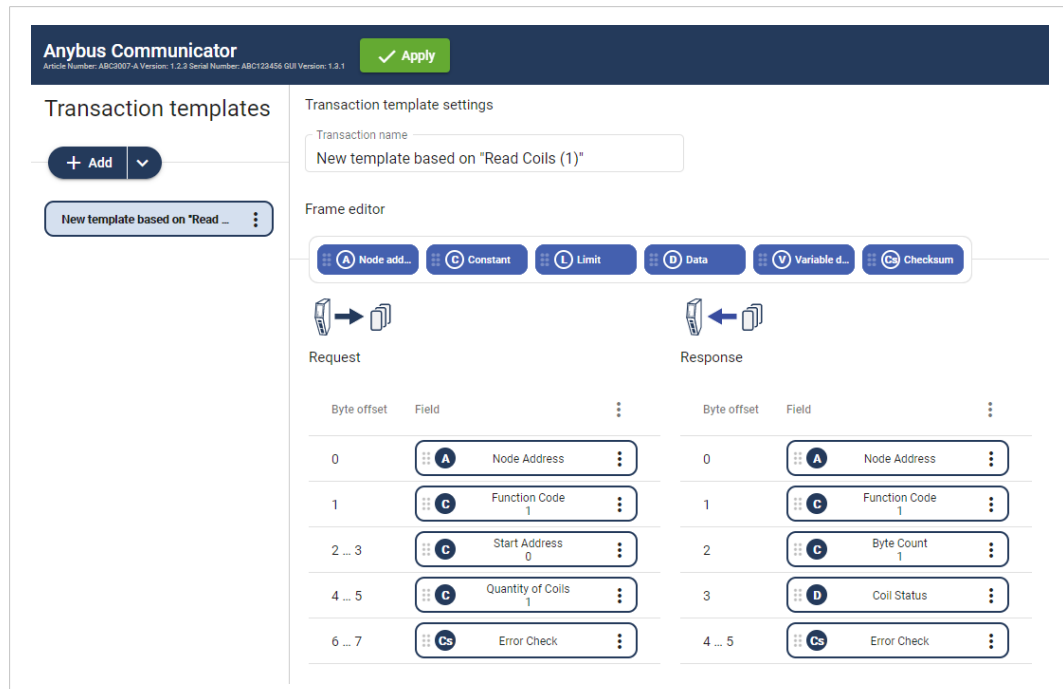 Anybus Communicator
Article Number: ABC3007-A Version: 1.2.3 Serial Number: ABC123456 GUI Version: 1.3.1
Apply
Transaction templates
+ Add
New template based on "Read ...
Transaction template settings
Transaction name
New template based on "Read Coils (1)"
Frame editor
A Node add... C Constant L Limit D Data V Variable d... Cs Checksum
Request
Byte offset Field
0 A Node Address
1 C Function Code
1
2 ... 3 C Start Address
0
4 ... 5 C Quantity of Coils
1
6 ... 7 Cs Error Check
Response
Byte offset Field
0 A Node Address
1 C Function Code
1
2 C Byte Count
1
3 D Coil Status
4 ... 5 Cs Error Check